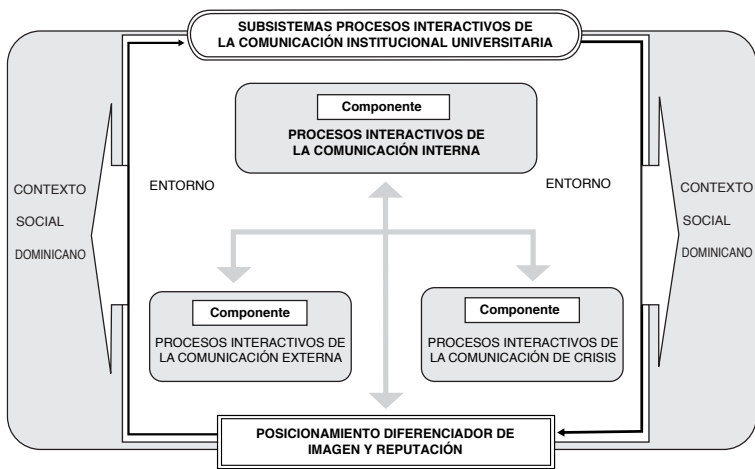 SUBSISTEMAS PROCESOS INTERACTIVOS DE
LA COMUNICACIÓN INSTITUCIONAL UNIVERSITARIA
Componente
PROCESOS INTERACTIVOS DE
LA COMUNICACIÓN INTERNA
CONTEXTO
SOCIAL
DOMINICANO
ENTORNO
ENTORNO
CONTEXTO
SOCIAL
DOMINICANO
Componente
PROCESOS INTERACTIVOS DE
LA COMUNICACIÓN EXTERNA
Componente
PROCESOS INTERACTIVOS DE
LA COMUNICACIÓN DE CRISIS
POSICIONAMIENTO DIFERENCIADOR DE
IMAGEN Y REPUTACIÓN